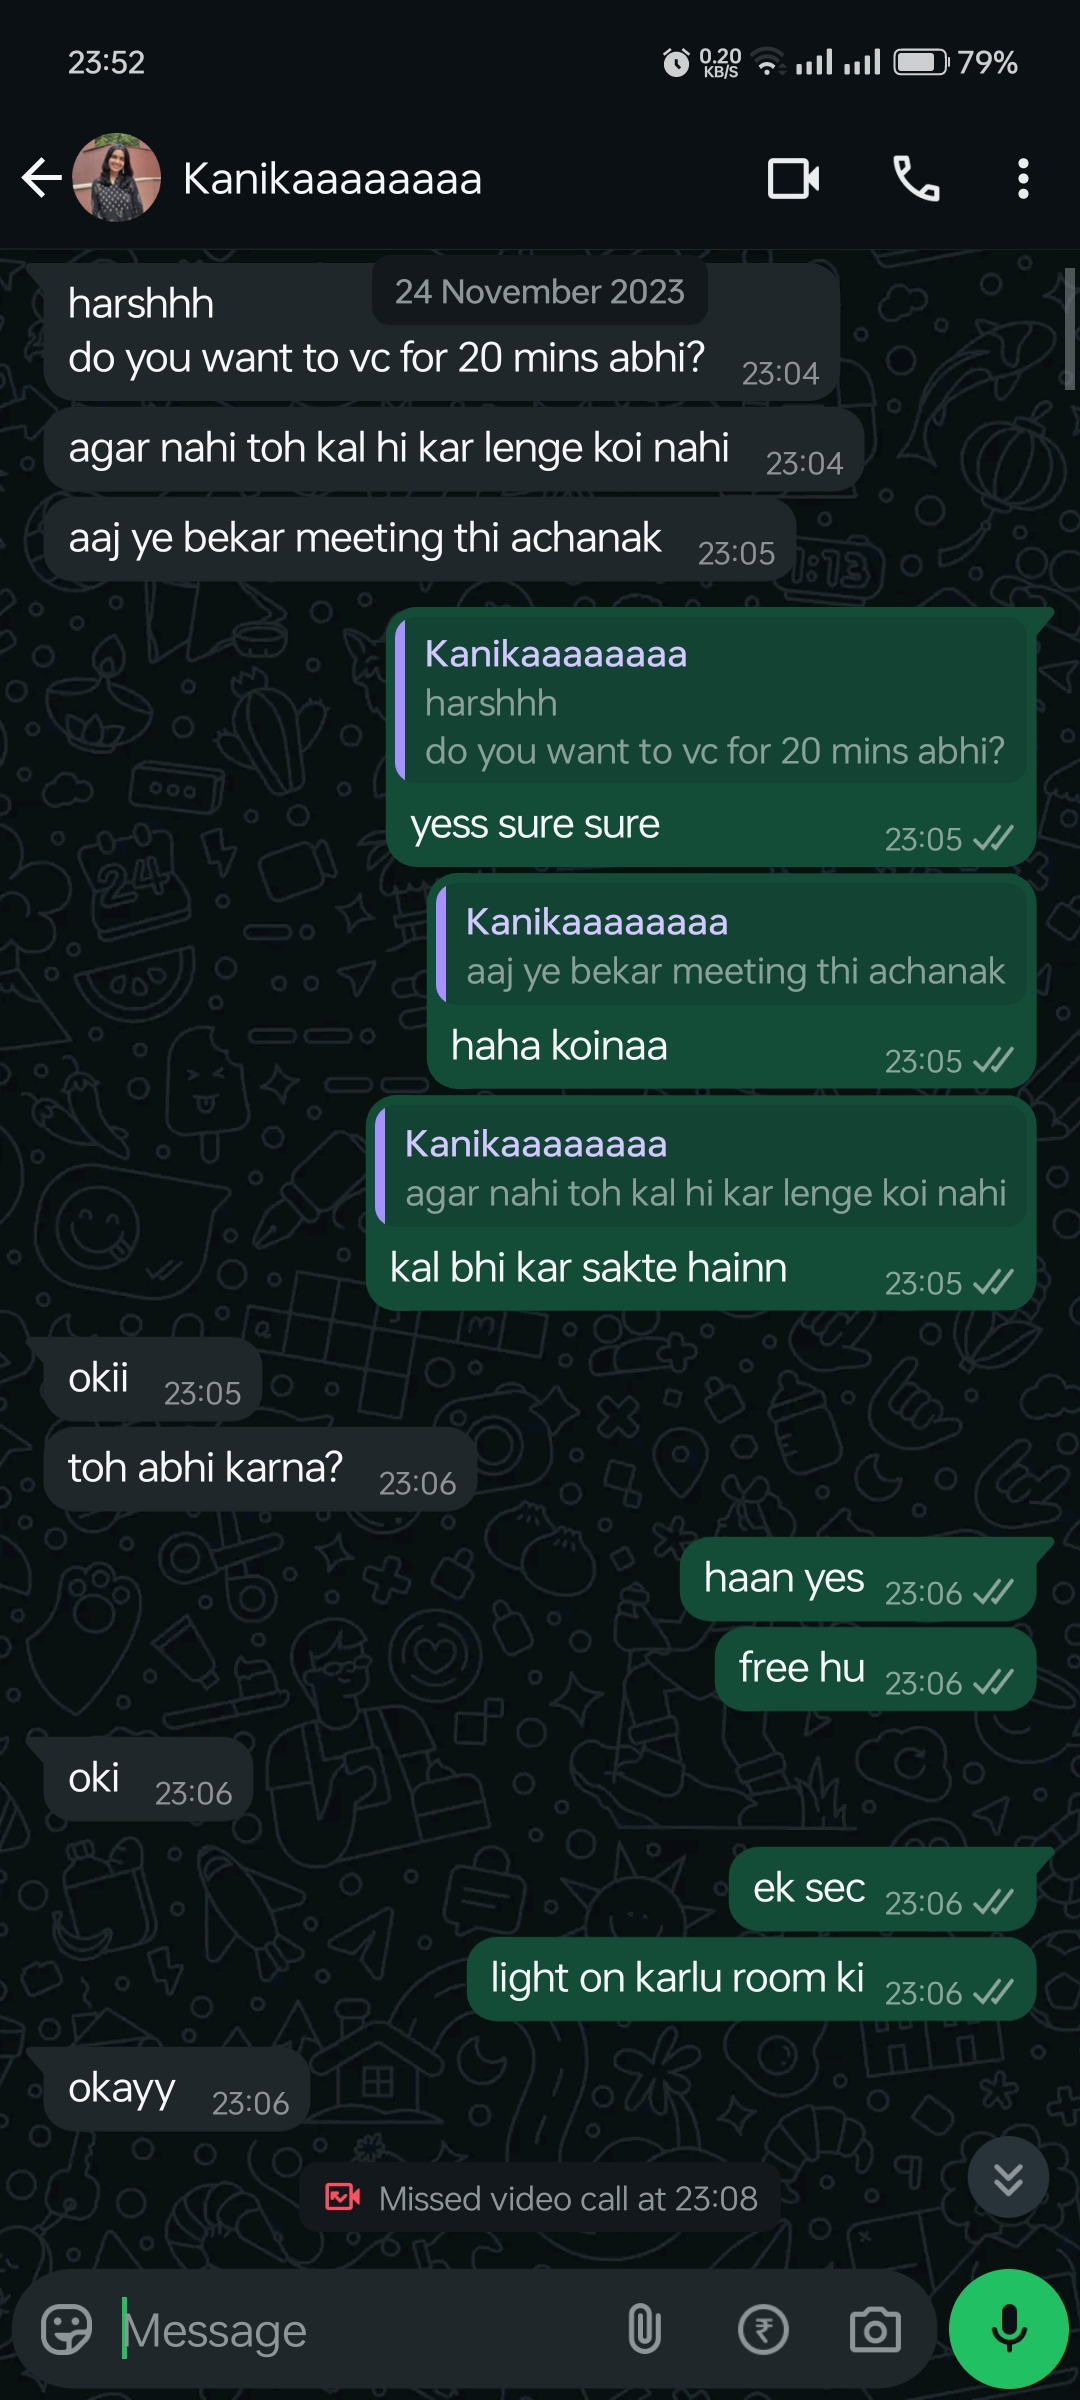 23:52
0.20
KB/S
79%
Kanikaaaaaaaa
24 November 2023
harshhh
do you want to vc for 20 mins abhi?
23:04
agar nahi toh kal hi kar lenge koi nahi
23:04
aaj ye bekar meeting thi achanak
23:05
Kanikaaaaaaaa
harshhh
do you want to vc for 20 mins abhi?
yess sure sure
23:05
Kanikaaaaaaaa
aaj ye bekar meeting thi achanak
haha koinaa
23:05
Kanikaaaaaaaa
agar nahi toh kal hi kar lenge koi nahi
kal bhi kar sakte hainn
23:05
okii
23:05
toh abhi karna?
23:06
haan yes
23:06
free hu
23:06
oki
23:06
ek sec
23:06
light on karlu room ki
23:06
okayy
23:06
Missed video call at 23:08
Message